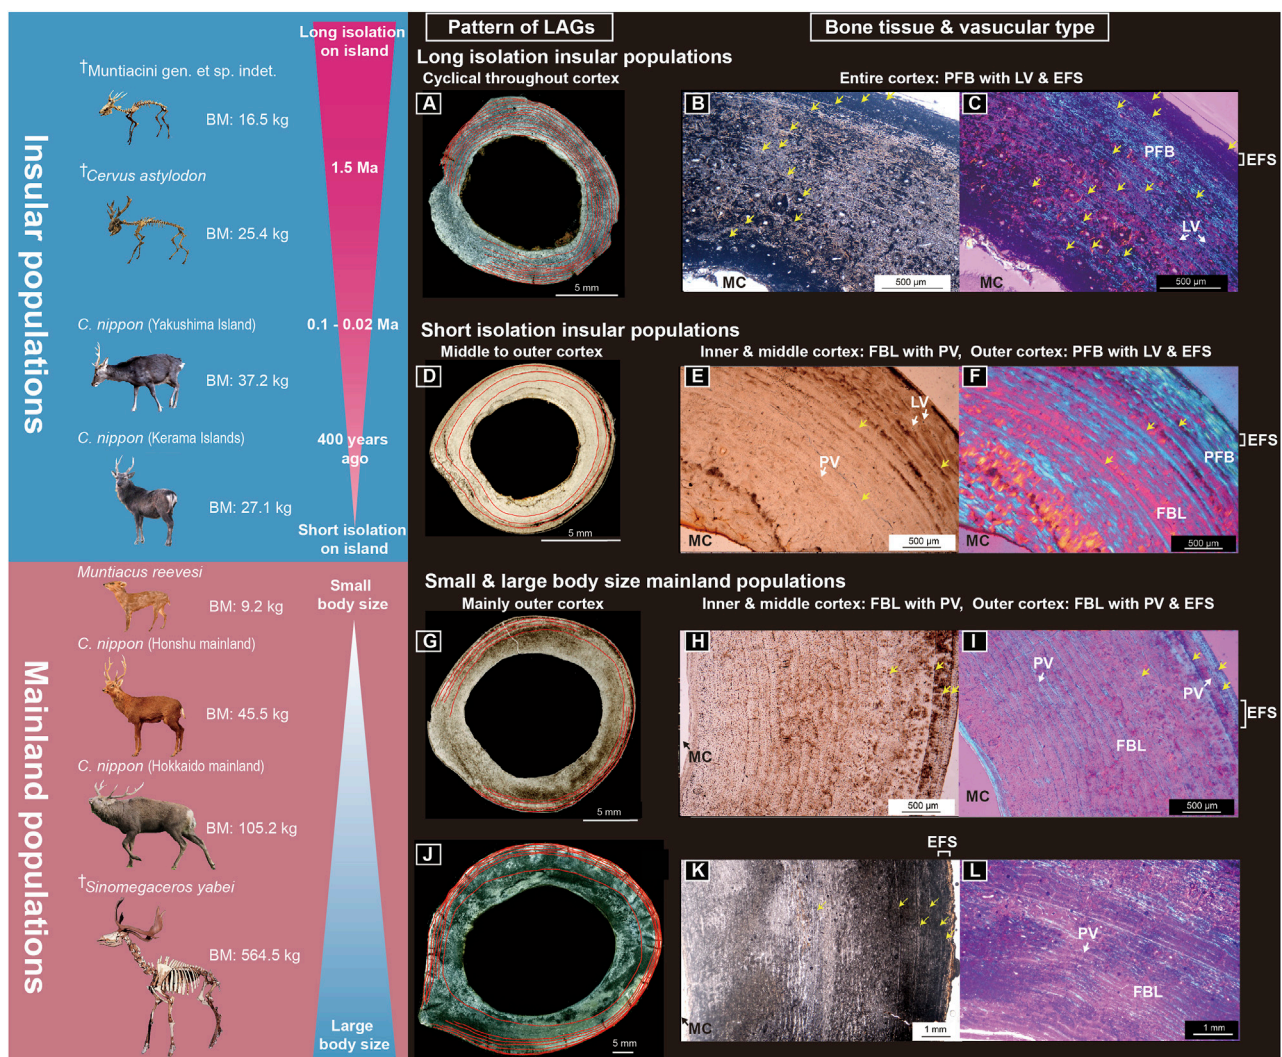 Insular populations
Long isolation
on island
†Muntiacini gen. et sp. indet.
BM: 16.5 kg
1.5 Ma
†Cervus astylodon
BM: 25.4 kg
C. nippon (Yakushima Island)
0.1 - 0.02 Ma
BM: 37.2 kg
C. nippon (Kerama Islands)
400 years
ago
BM: 27.1 kg
Short isolation
on island
Mainland populations
Muntiacus reevesi
Small
body size
BM: 9.2 kg
C. nippon (Honshu mainland)
BM: 45.5 kg
C. nippon (Hokkaido mainland)
BM: 105.2 kg
†Sinomegaceros yabei
BM: 564.5 kg
Large
body size
Pattern of LAGs
Bone tissue & vasucular type
Long isolation insular populations
Cyclical throughout cortex
Entire cortex: PFB with LV & EFS
A
5 mm
B
MC
500 µm
C
PFB
LV
MC
500 µm
EFS
Short isolation insular populations
Middle to outer cortex
Inner & middle cortex: FBL with PV, Outer cortex: PFB with LV & EFS
D
5 mm
E
LV
PV
MC
500 µm
F
PFB
FBL
MC
500 µm
EFS
Small & large body size mainland populations
Mainly outer cortex
Inner & middle cortex: FBL with PV, Outer cortex: FBL with PV & EFS
G
5 mm
H
MC
500 µm
I
PV
PV
FBL
MC
500 µm
EFS
J
5 mm
EFS
K
MC
1 mm
L
PV
FBL
1 mm